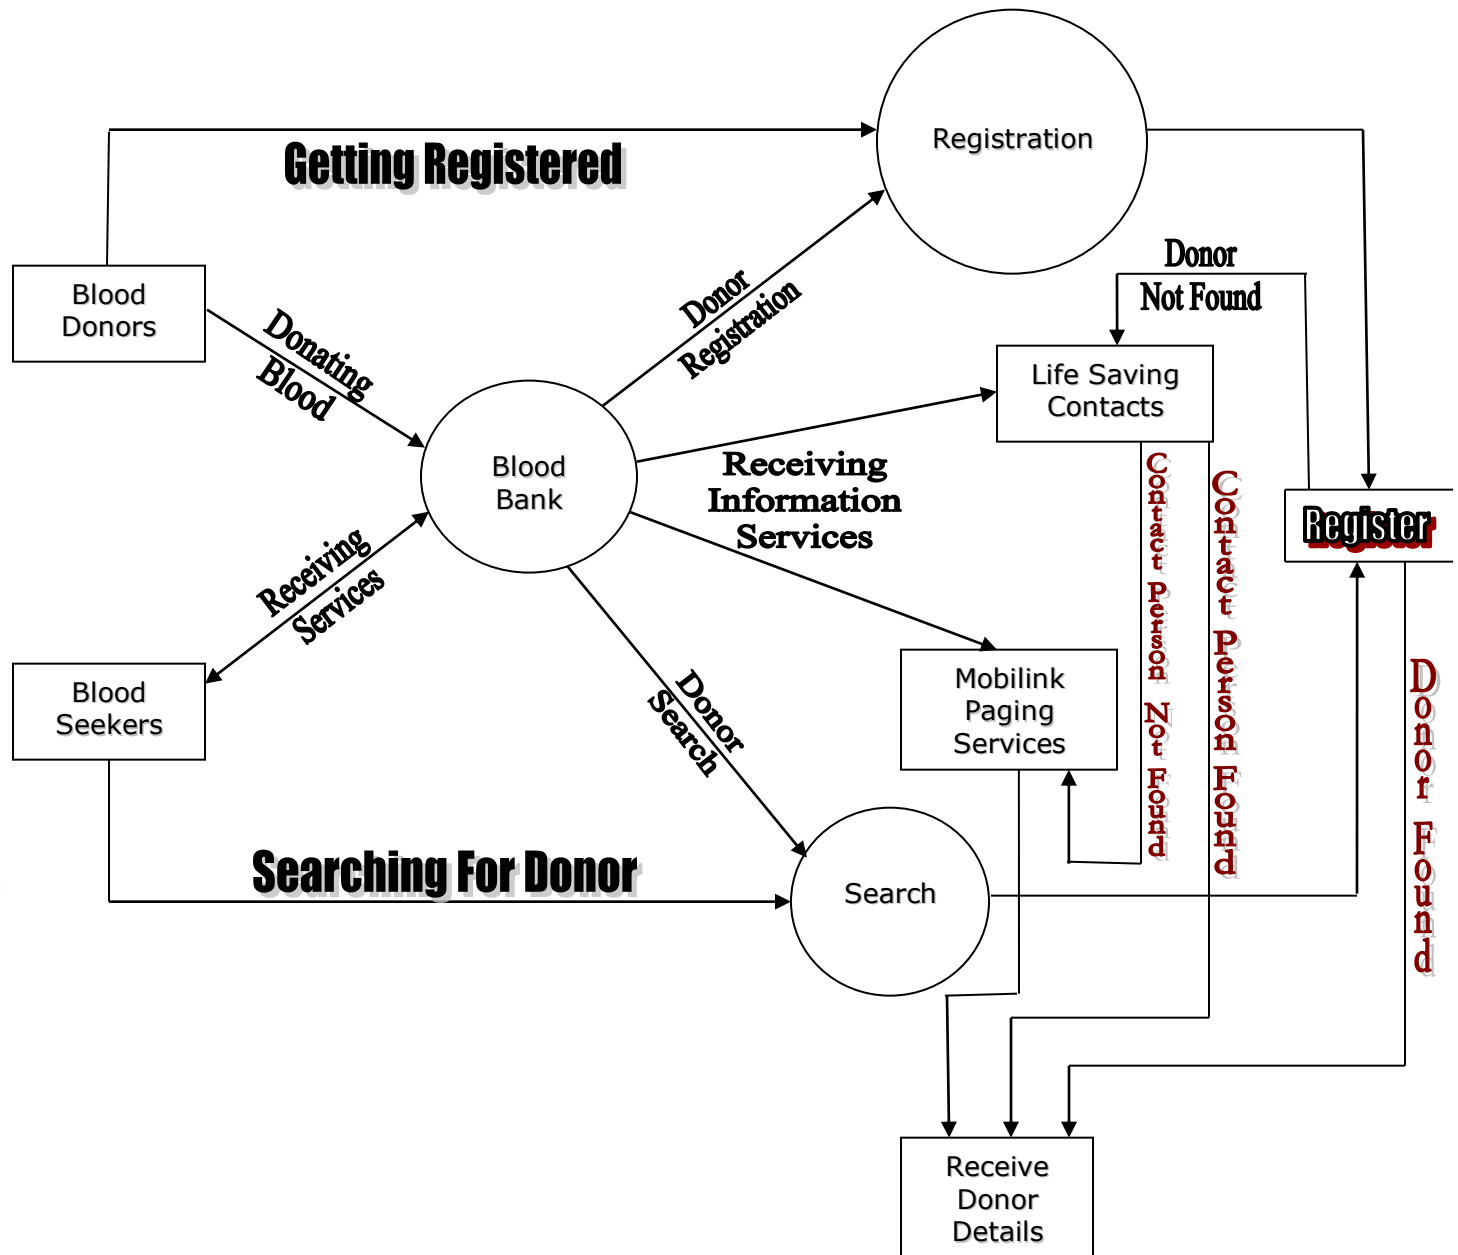 Registration
Getting Registered
Donor
Not Found
Blood
Donors
Donor
Registration
Donating
Blood
Life Saving
Contacts
Blood
Bank
Receiving
Information
Services
Contact Person Not Found
Contact Person Found
Register
Receiving
Services
Blood
Seekers
Donor
Search
Mobilink
Paging
Services
Donor Found
Searching For Donor
Search
Receive
Donor
Details